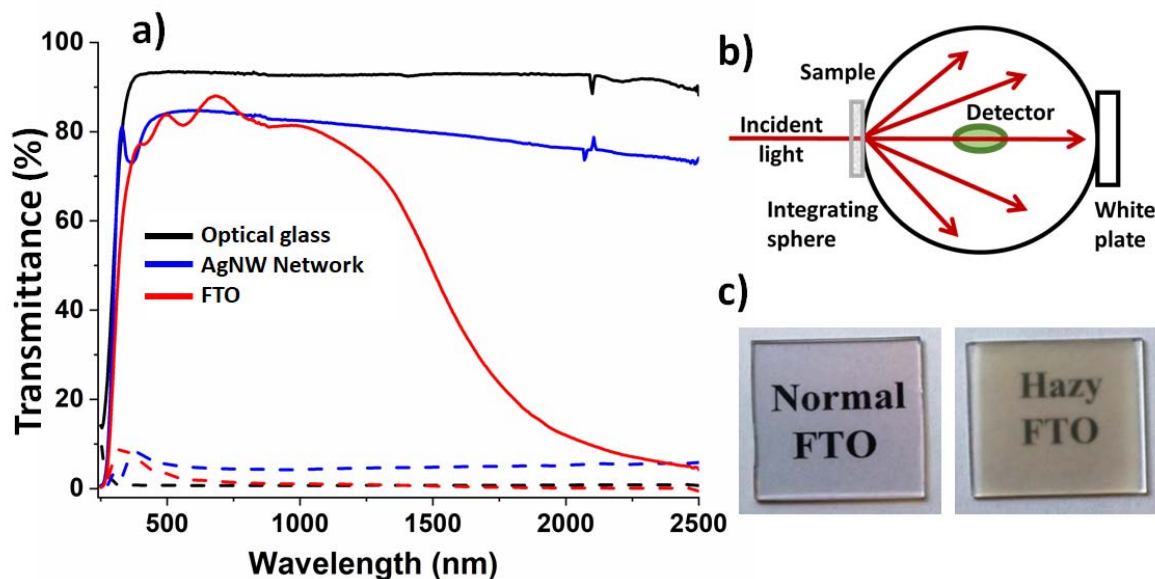 a)
Transmittance (%)
100
80
60
40
20
0
Optical glass
AgNW Network
FTO
500
1000
1500
2000
2500
Wavelength (nm)
b)
Sample
Detector
Incident
light
Integrating
sphere
White
plate
c)
Normal
FTO
Hazy
FTO